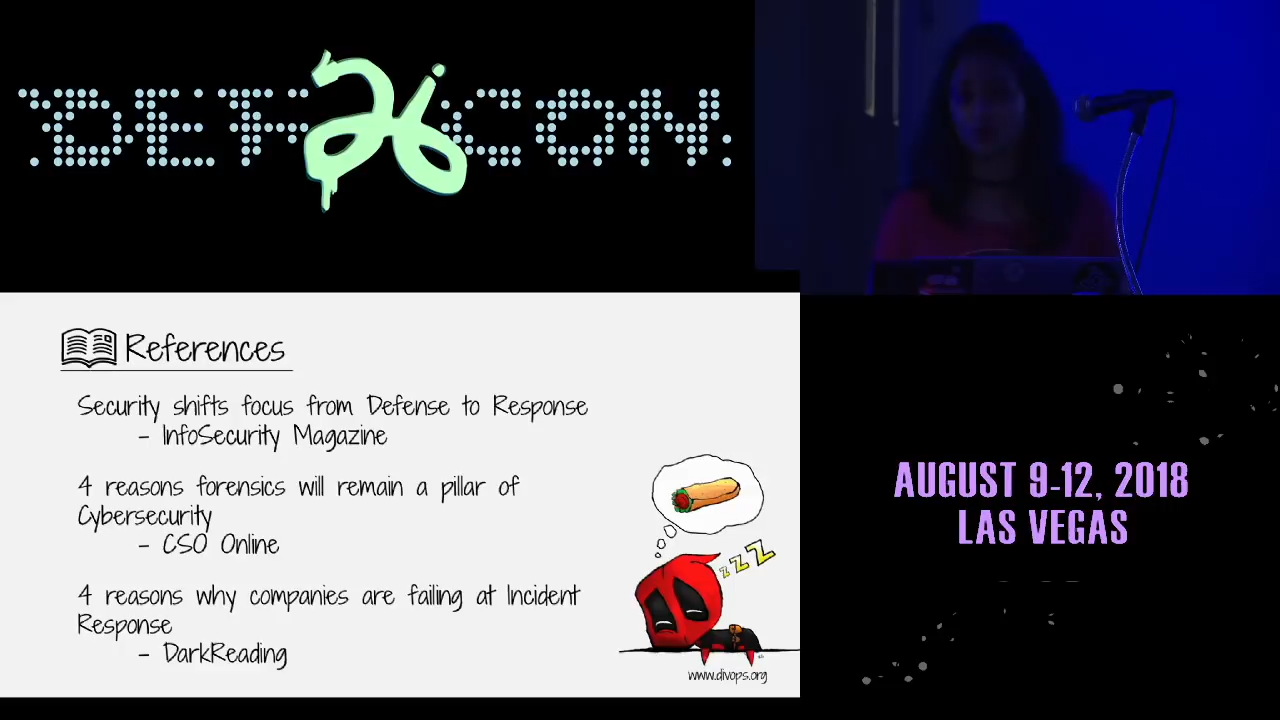 DEF CON 26
References
Security shifts focus from Defense to Response
- InfoSecurity Magazine
4 reasons forensics will remain a pillar of
Cybersecurity
- CSO Online
4 reasons why companies are failing at Incident
Response
- DarkReading
z z z
www.divops.org
AUGUST 9-12, 2018
LAS VEGAS